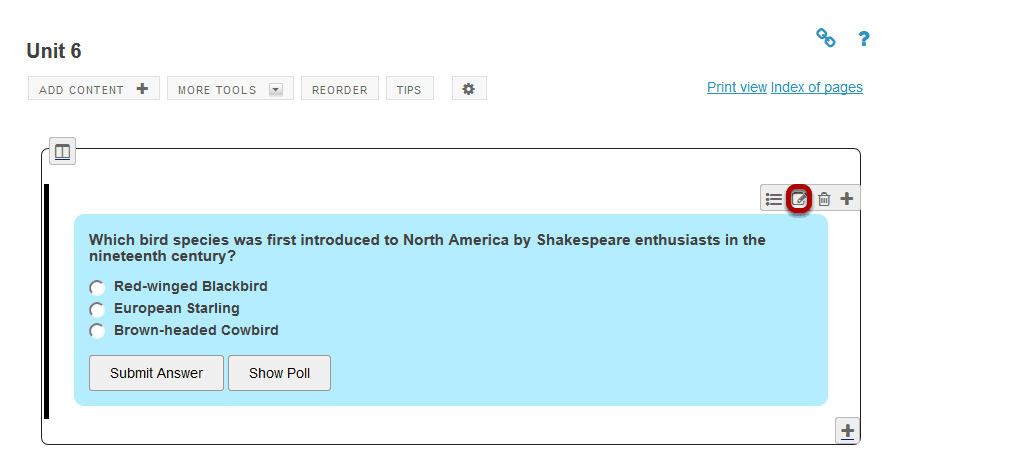 Unit 6
?
ADD CONTENT
MORE TOOLS
REORDER
TIPS
Print view Index of pages
Which bird species was first introduced to North America by Shakespeare enthusiasts in the
nineteenth century?
Red-winged Blackbird
European Starling
Brown-headed Cowbird
Submit Answer
Show Poll